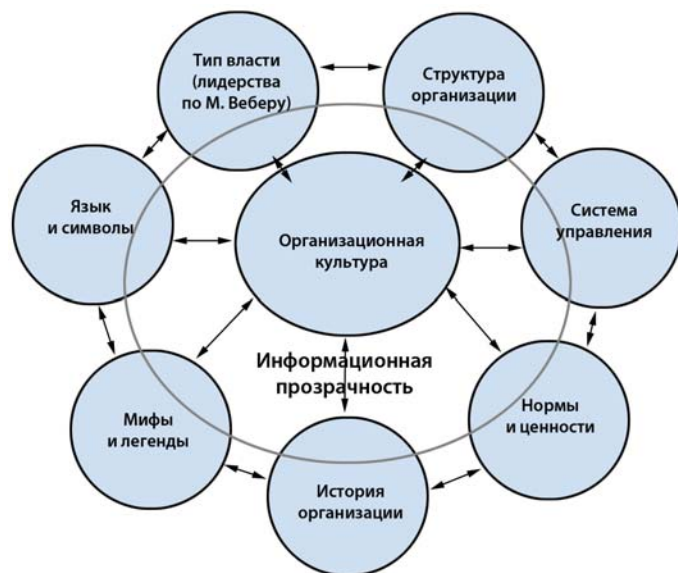 Тип власти
(лидерства
по М. Веберу)
Структура
организации
Язык
и символы
Организационная
культура
Система
управления
Информационная
прозрачность
Мифы
и легенды
Нормы
и ценности
История
организации